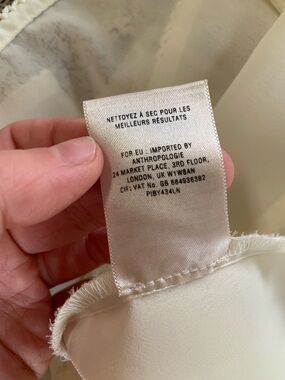 NETTOYEZ À SEC POUR LES
MEILLEURS RÉSULTATS
FOR EU : IMPORTED BY
ANTHROPOLOGIE
24 MARKET PLACE, 3RD FLOOR,
LONDON, UK W1W8AN
CIF; VAT No. GB 684936382
PIBY434LN